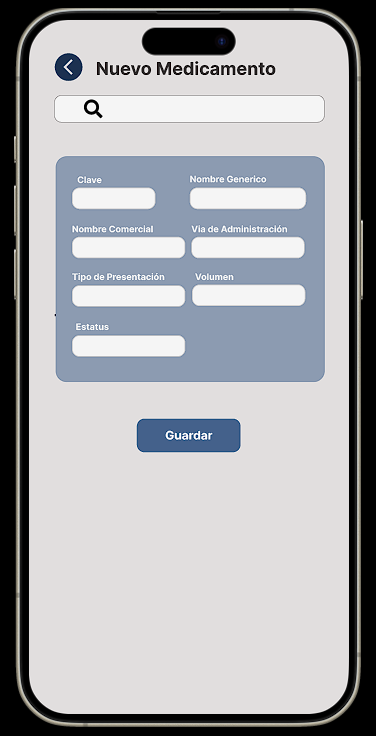 Nuevo Medicamento
Clave
Nombre Generico
Nombre Comercial
Via de Administración
Tipo de Presentación
Volumen
Estatus
Guardar